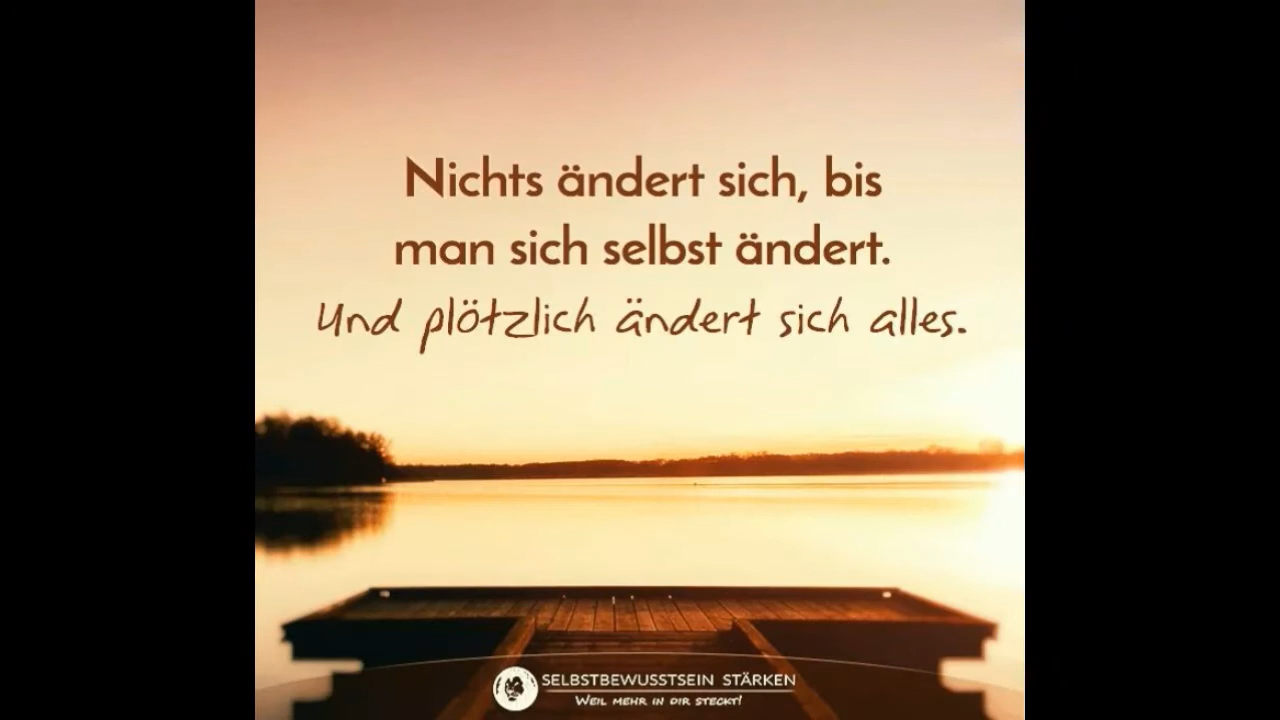 Nichts ändert sich, bis
man sich selbst ändert.
Und plötzlich ändert sich alles.
SELBSTBEWUSSTSEIN STÄRKEN
WEIL MEHR IN DIR STECKT!